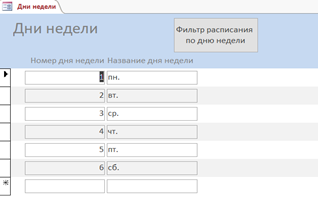 Дни недели
Дни недели
Фильтр расписания
по дню недели
Номер дня недели Название дня недели
1 пн.
2 вт.
3 ср.
4 чт.
5 пт.
6 сб.